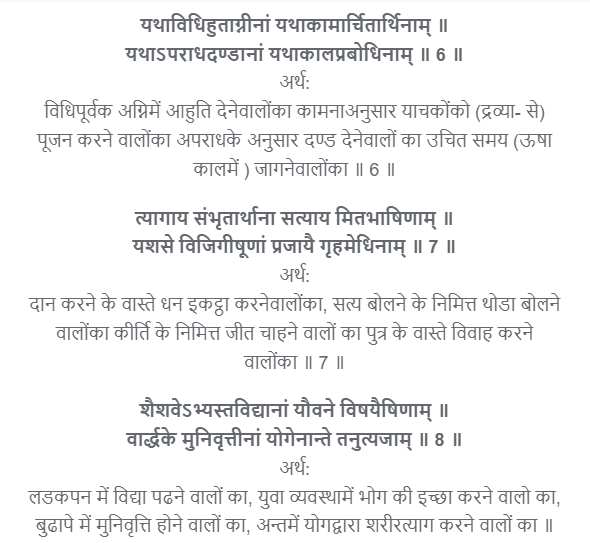 यथाविधिहुताग्नीनां यथाकामार्चितार्थिनाम् ॥
यथाऽपराधदण्डानां यथाकालप्रबोधिनाम् ॥ 6 ॥
अर्थ:
विधिपूर्वक अग्निमें आहुति देनेवालोंका कामनाअनुसार याचकोंको (द्रव्या- से)
पूजन करने वालोंका अपराधके अनुसार दण्ड देनेवालों का उचित समय (ऊषा
कालमें ) जागनेवालोंका ॥ 6 ॥
त्यागाय संभृतार्थाना सत्याय मितभाषिणाम् ॥
यशसे विजिगीषूणां प्रजायै गृहमेधिनाम् ॥ 7 ॥
अर्थ:
दान करने के वास्ते धन इकट्ठा करनेवालोंका, सत्य बोलने के निमित्त थोडा बोलने
वालोंका कीर्ति के निमित्त जीत चाहने वालों का पुत्र के वास्ते विवाह करने
वालोंका ॥ 7 ॥
शैशवेऽभ्यस्तविद्यानां यौवने विषयैषिणाम् ॥
वार्द्धके मुनिवृत्तीनां योगेनान्ते तनुत्यजाम् ॥ 8 ॥
अर्थ:
लडकपन में विद्या पढने वालों का, युवा व्यवस्थामें भोग की इच्छा करने वालो का,
बुढापे में मुनिवृत्ति होने वालों का, अन्तमें योगद्वारा शरीरत्याग करने वालों का ॥